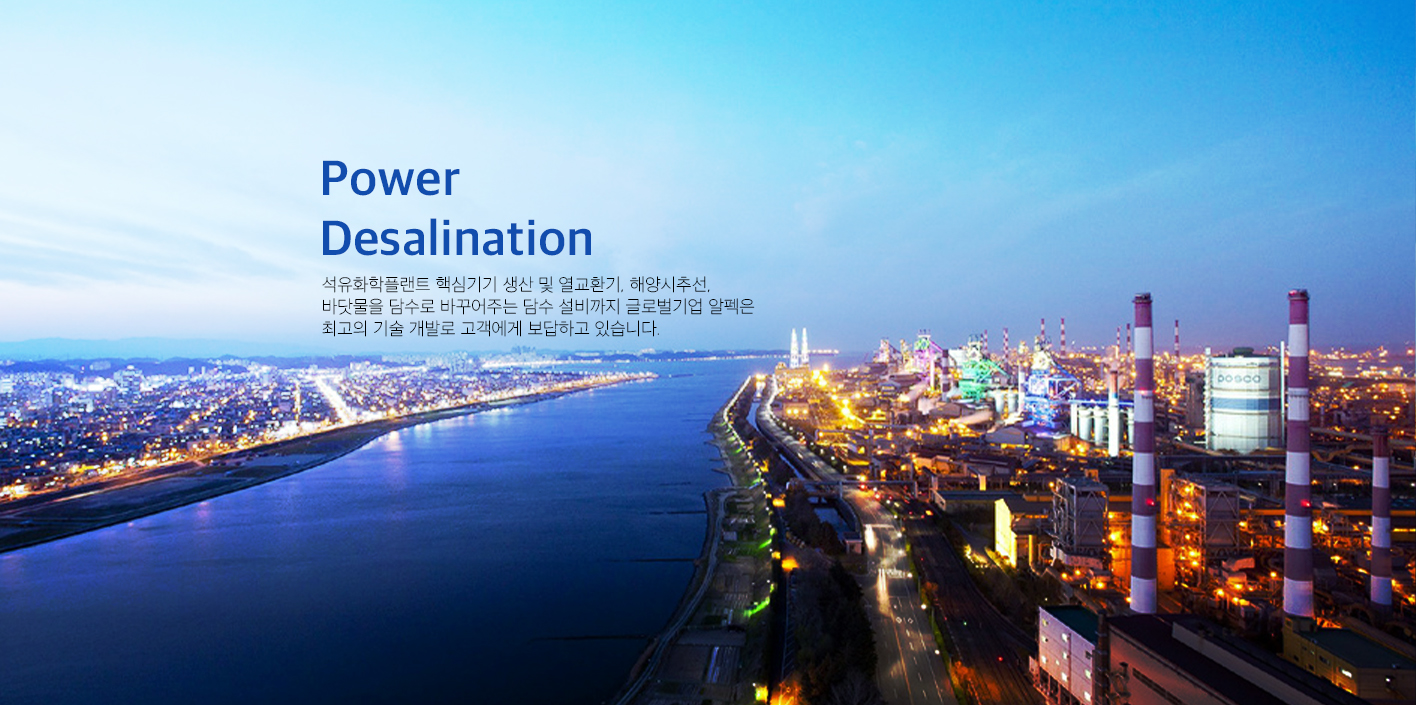 Power
Desalination
석유화학플랜트 핵심기기 생산 및 열교환기, 해양시추선,
바닷물을 담수로 바꾸어주는 담수 설비까지 글로벌기업 알펙은
최고의 기술 개발로 고객에게 보답하고 있습니다.
posco